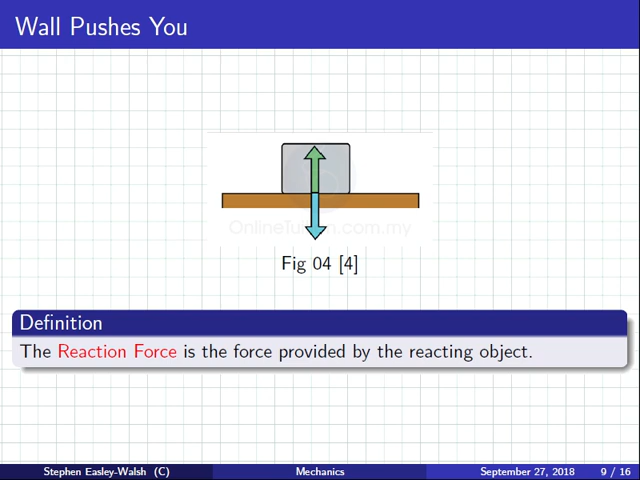 Wall Pushes You
Fig 04 [4]
Definition
The Reaction Force is the force provided by the reacting object.
Stephen Easley-Walsh (C) Mechanics September 27, 2018 9 / 16